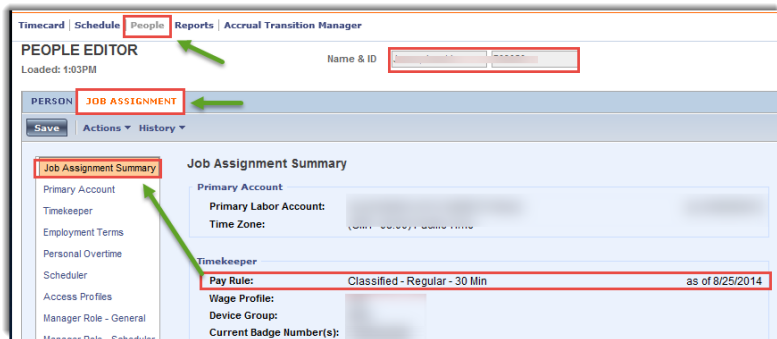 Timecard | Schedule | People | Reports | Accrual Transition Manager
PEOPLE EDITOR
Loaded: 1:03PM
Name & ID
PERSON JOB ASSIGNMENT
Save Actions History
Job Assignment Summary
Primary Account
Timekeeper
Employment Terms
Personal Overtime
Scheduler
Access Profiles
Manager Role - General
Manager Role - Scheduler
Job Assignment Summary
Primary Account
Primary Labor Account:
Time Zone:
Timekeeper
Pay Rule: Classified - Regular - 30 Min as of 8/25/2014
Wage Profile:
Device Group:
Current Badge Number(s):